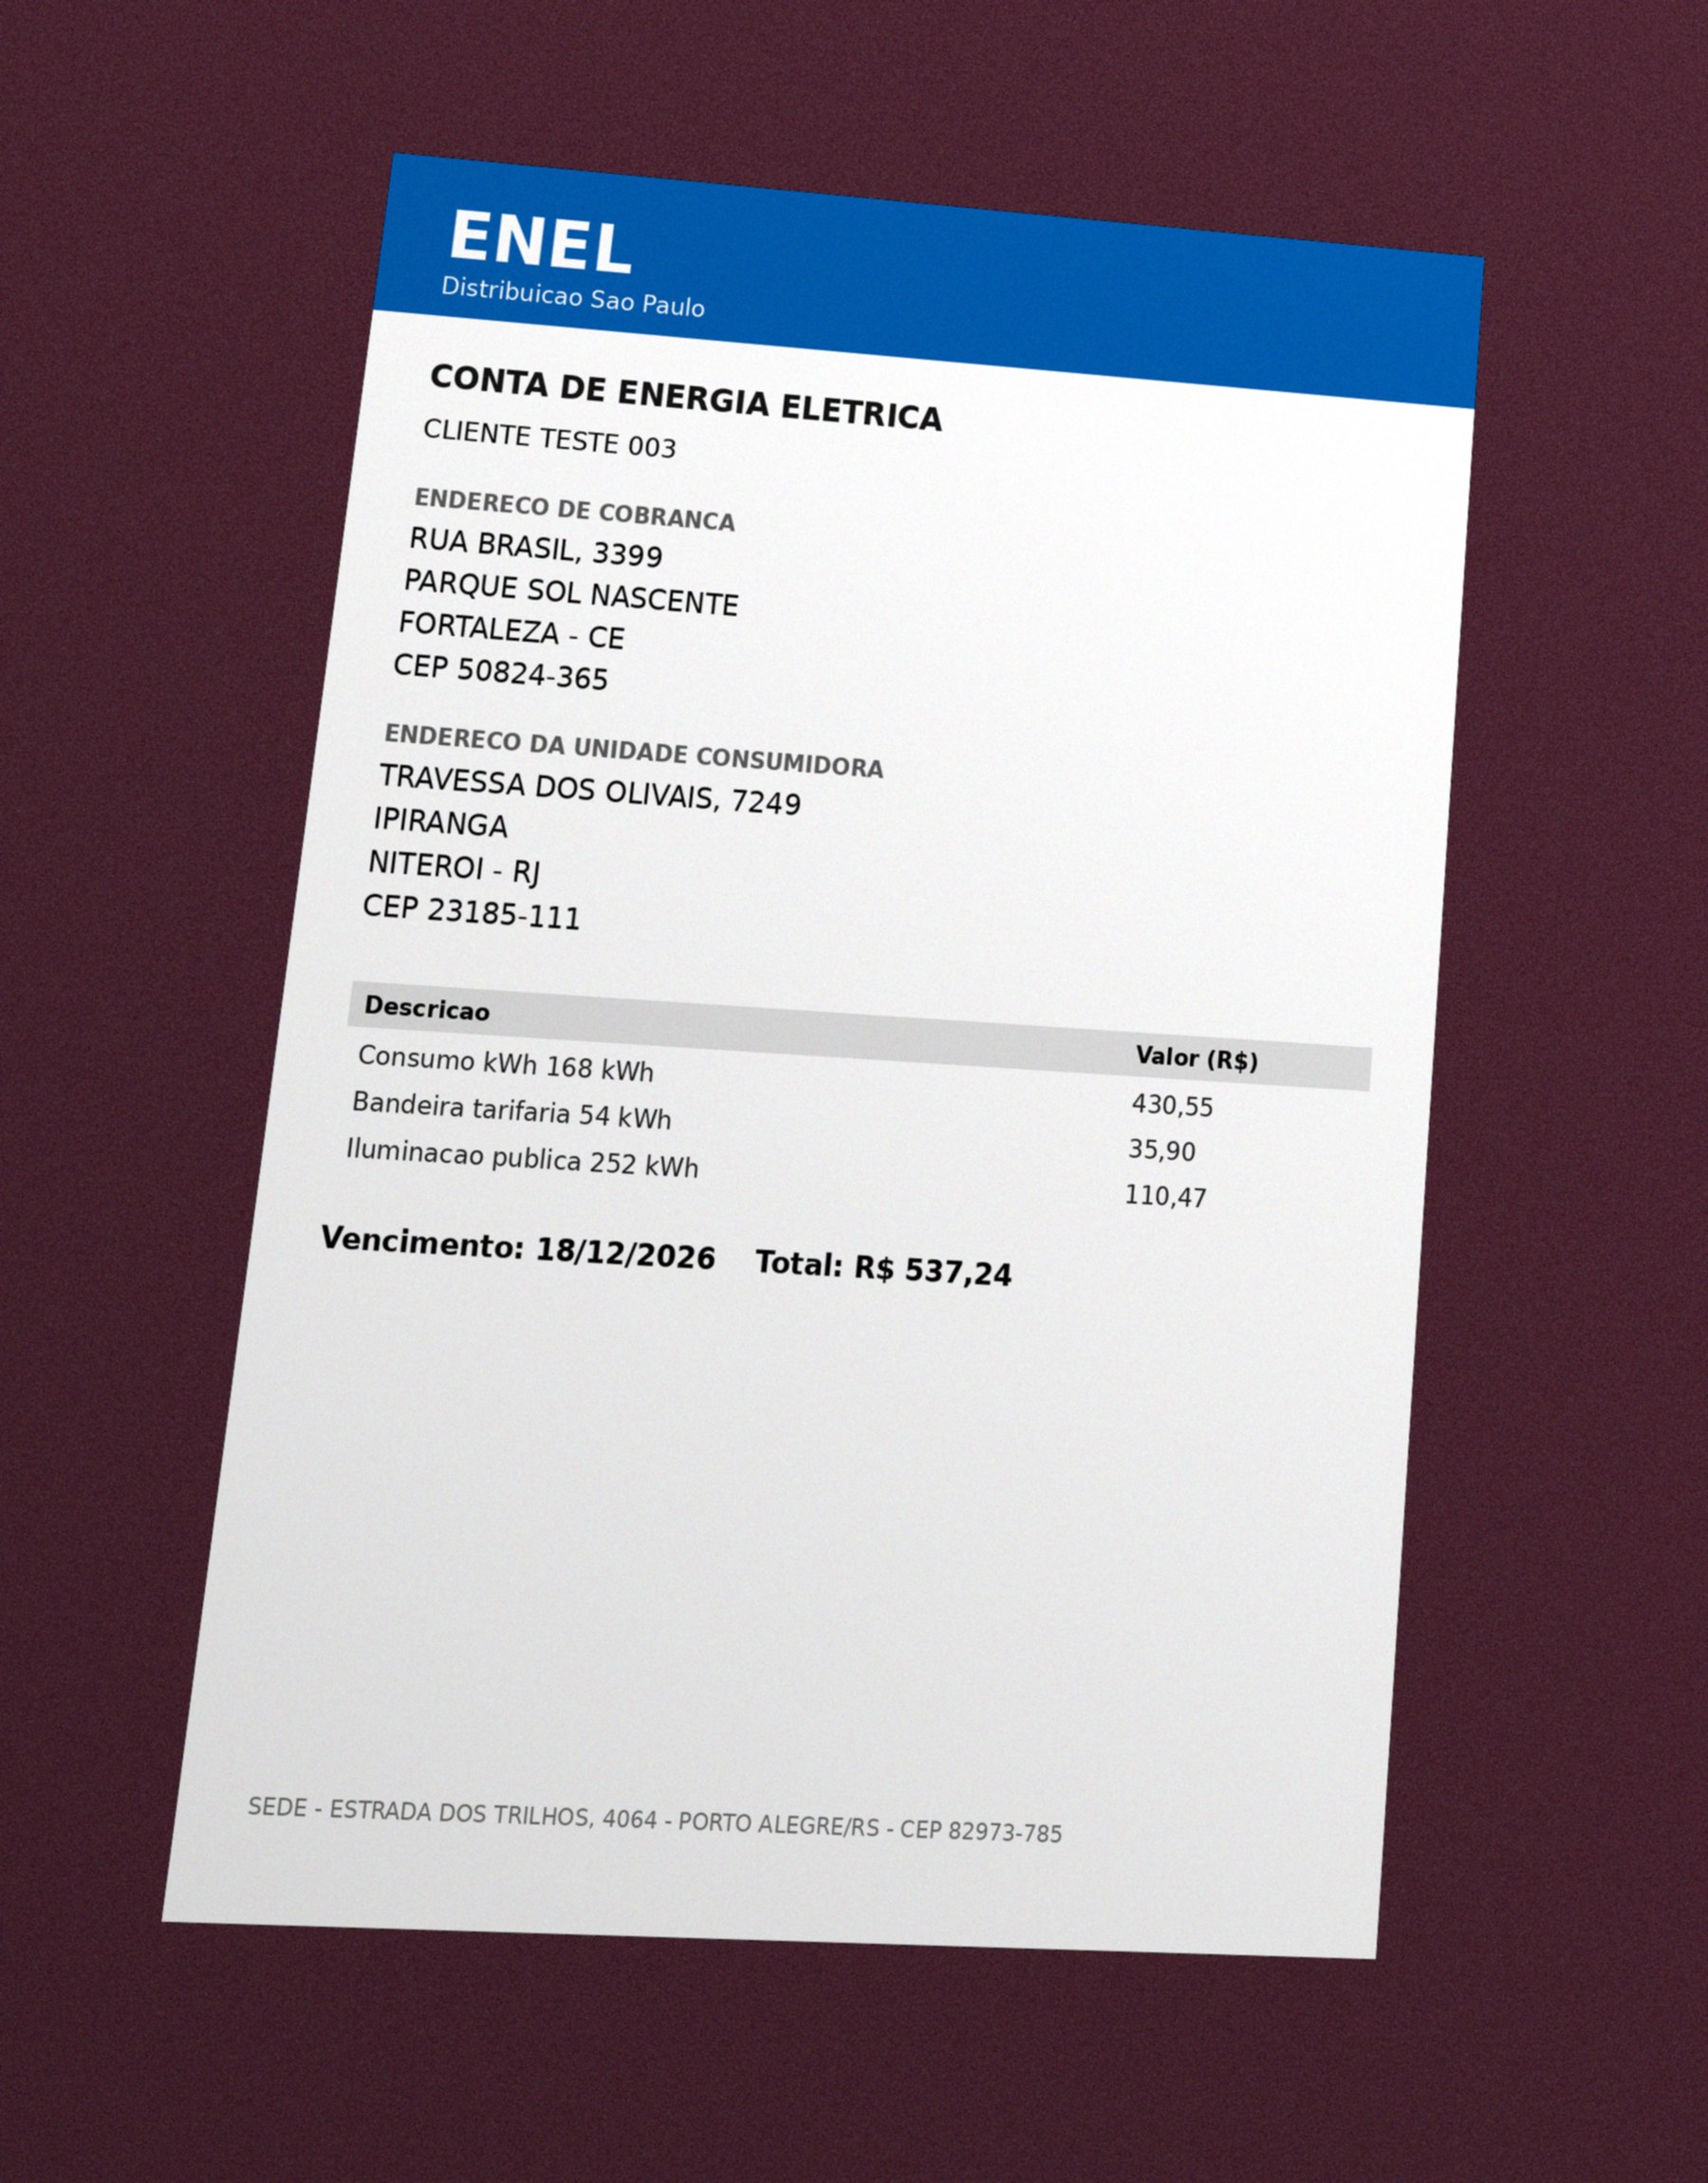 ENEL
Distribuicao Sao Paulo
CONTA DE ENERGIA ELETRICA
CLIENTE TESTE 003
ENDERECO DE COBRANCA
RUA BRASIL, 3399
PARQUE SOL NASCENTE
FORTALEZA - CE
CEP 50824-365
ENDERECO DA UNIDADE CONSUMIDORA
TRAVESSA DOS OLIVAIS, 7249
IPIRANGA
NITEROI - RJ
CEP 23185-111
Descricao Valor (R$)
Consumo kWh 168 kWh 430,55
Bandeira tarifaria 54 kWh 35,90
Iluminacao publica 252 kWh 110,47
Vencimento: 18/12/2026 Total: R$ 537,24
SEDE - ESTRADA DOS TRILHOS, 4064 - PORTO ALEGRE/RS - CEP 82973-785